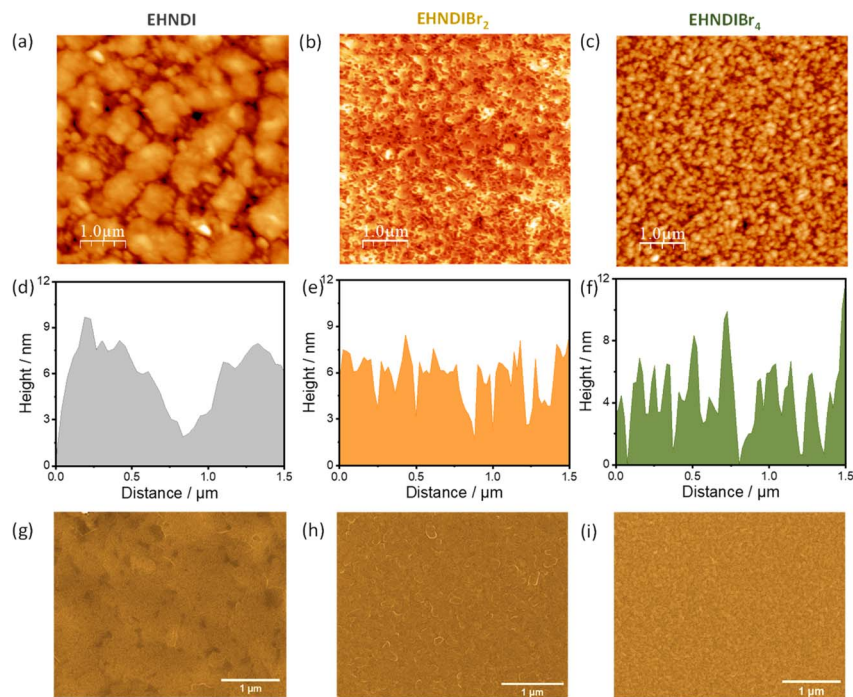 EHNDI
EHNDIBr₂
EHNDIBr₄
(a)
(b)
(c)
1.0µm
1.0µm
1.0µm
(d)
(e)
(f)
Height / nm
12
9
6
3
0
0.0 0.5 1.0 1.5
Distance / µm
Height / nm
12
9
6
3
0
0.0 0.5 1.0 1.5
Distance / µm
Height / nm
12
8
4
0
0.0 0.5 1.0 1.5
Distance / µm
(g)
(h)
(i)
1 µm
1 µm
1 µm